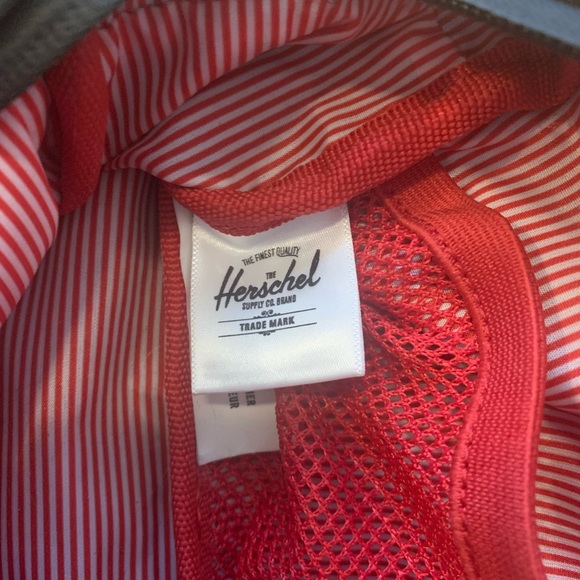 THE FINEST QUALITY
THE
Herschel
SUPPLY CO. BRAND
TRADE MARK